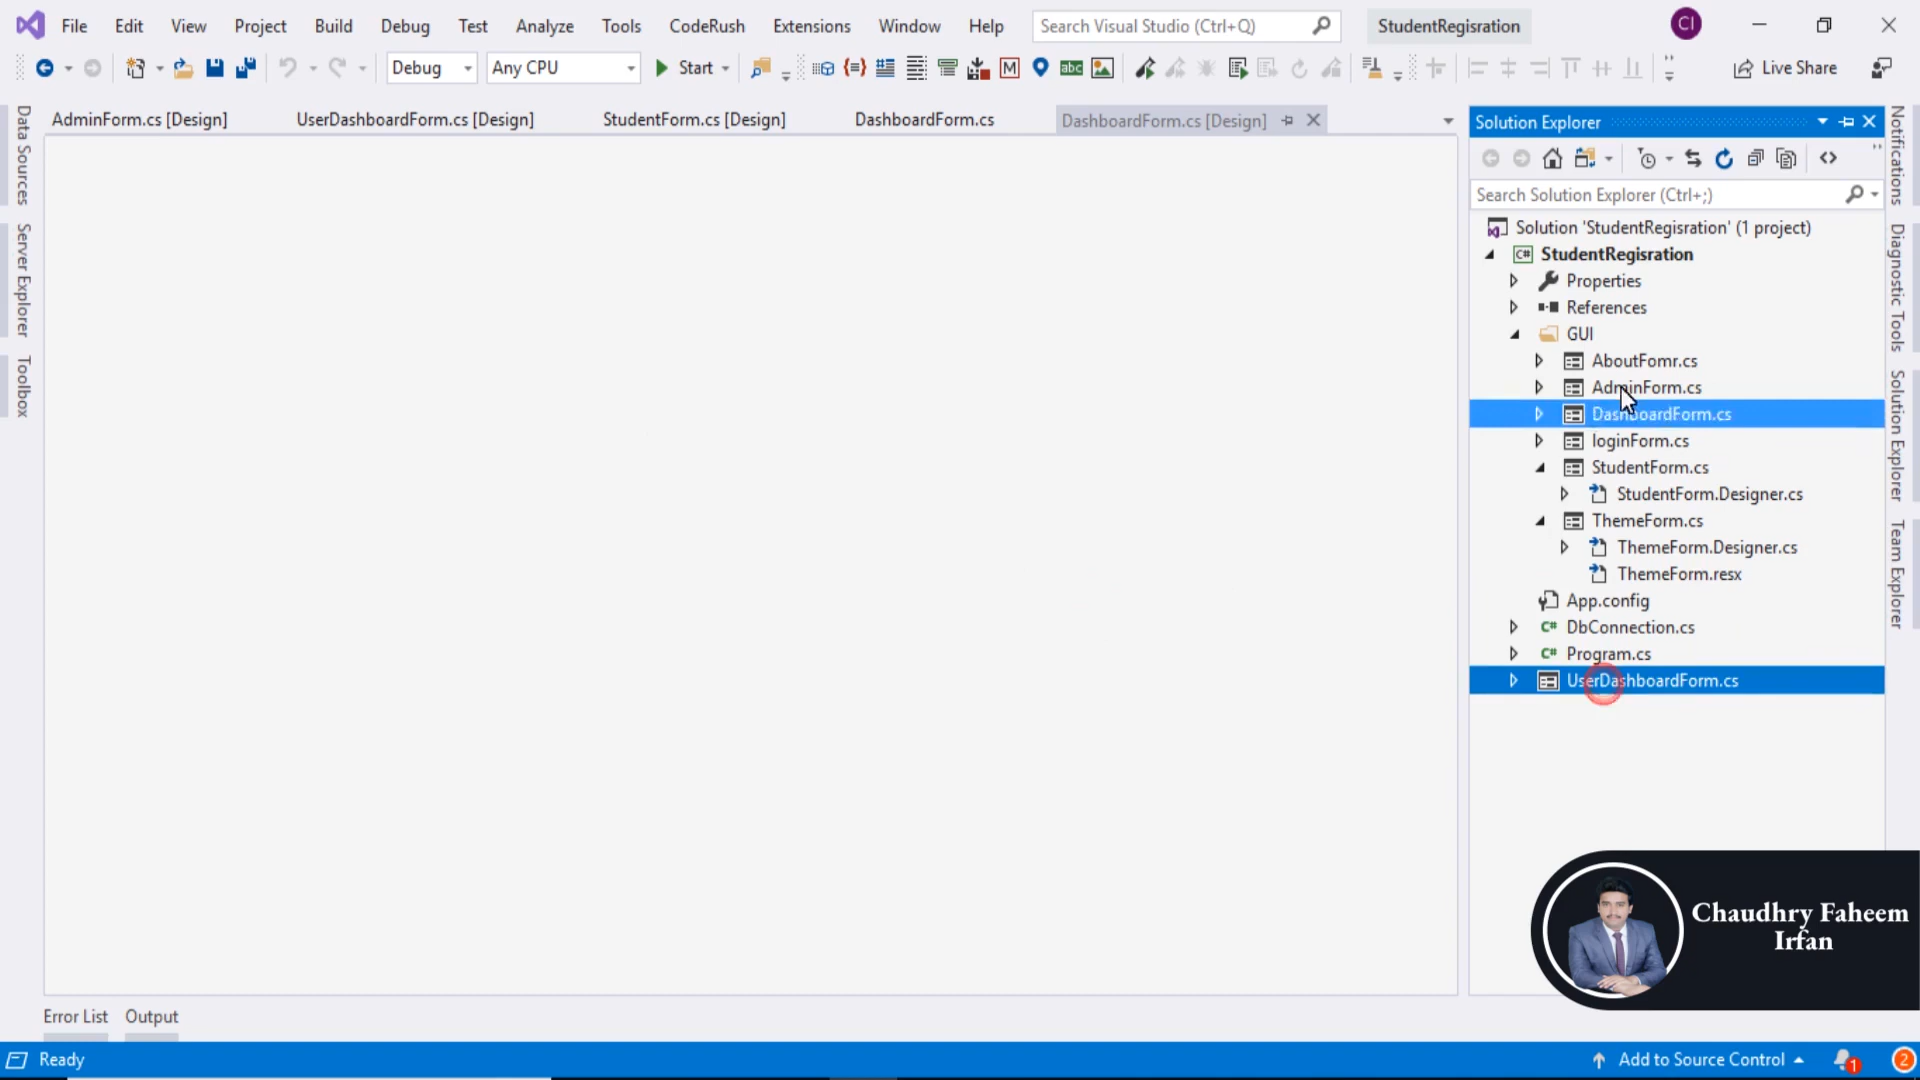 File Edit View Project Build Debug Test Analyze Tools CodeRush Extensions Window Help Search Visual Studio (Ctrl+Q) StudentRegisration CI
Debug Any CPU Start Live Share
Data Sources
Server Explorer
Toolbox
AdminForm.cs [Design] UserDashboardForm.cs [Design] StudentForm.cs [Design] DashboardForm.cs DashboardForm.cs [Design]
Solution Explorer
Search Solution Explorer (Ctrl+;)
Solution 'StudentRegisration' (1 project)
StudentRegisration
Properties
References
GUI
AboutFomr.cs
AdminForm.cs
DashboardForm.cs
loginForm.cs
StudentForm.cs
StudentForm.Designer.cs
ThemeForm.cs
ThemeForm.Designer.cs
ThemeForm.resx
App.config
DbConnection.cs
Program.cs
UserDashboardForm.cs
Notifications
Diagnostic Tools
Solution Explorer
Team Explorer
Chaudhry Faheem
Irfan
Error List Output
Ready Add to Source Control 1 2